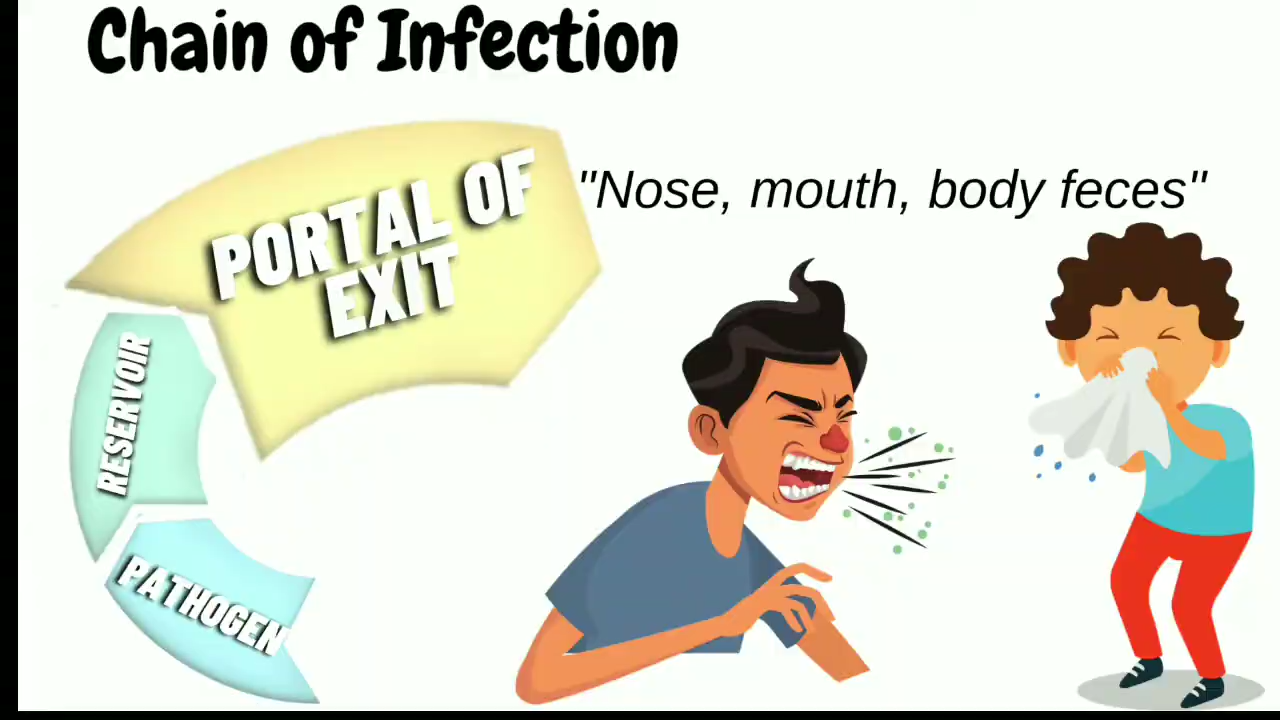 Chain of Infection
PORTAL OF
EXIT
"Nose, mouth, body feces"
RESERVOIR
PATHOGEN